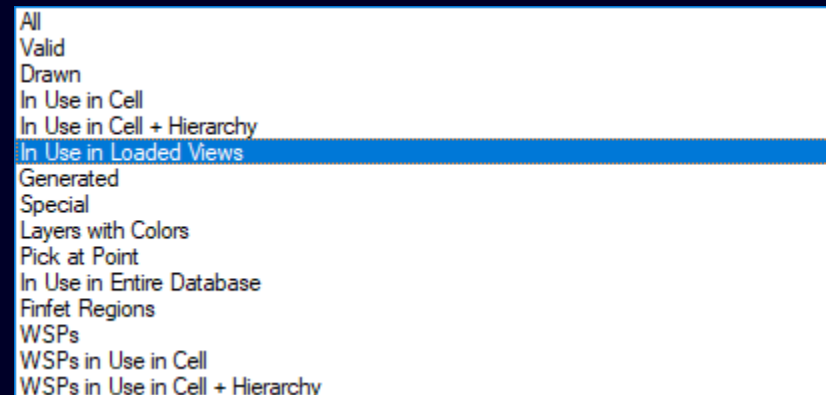 All
Valid
Drawn
In Use in Cell
In Use in Cell + Hierarchy
In Use in Loaded Views
Generated
Special
Layers with Colors
Pick at Point
In Use in Entire Database
Finfet Regions
WSPs
WSPs in Use in Cell
WSPs in Use in Cell + Hierarchy